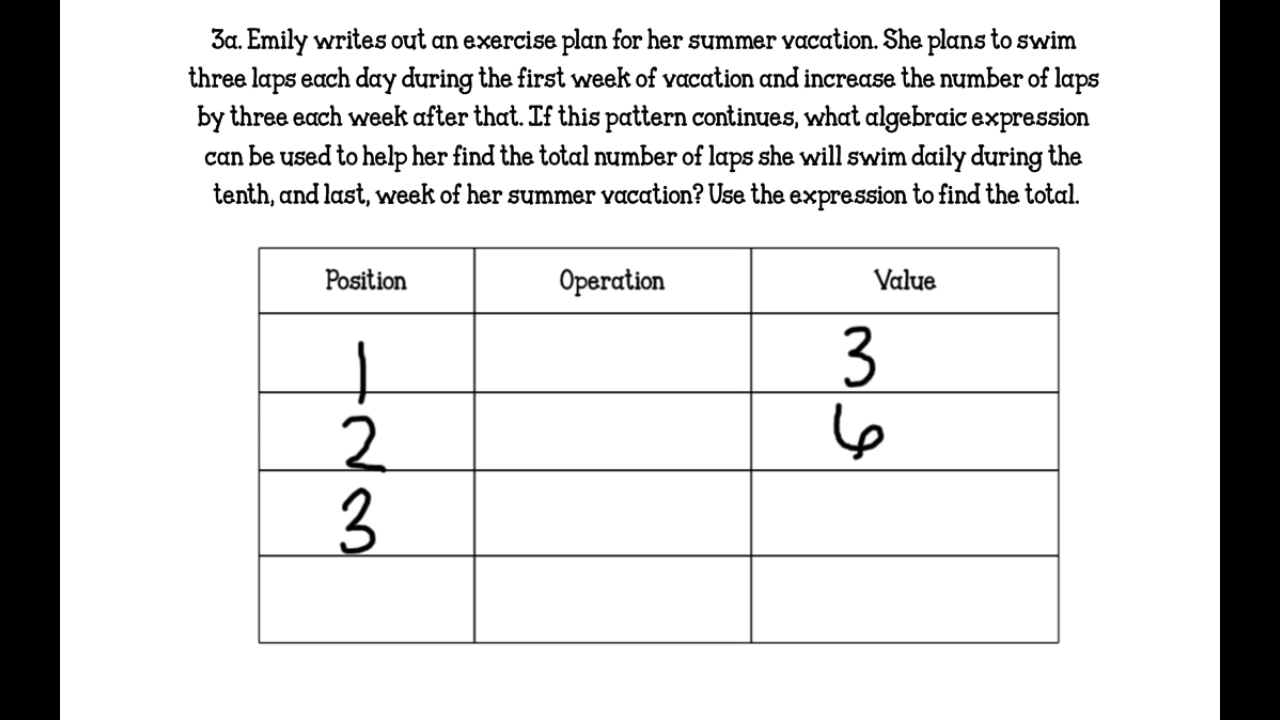 3a. Emily writes out an exercise plan for her summer vacation. She plans to swim
three laps each day during the first week of vacation and increase the number of laps
by three each week after that. If this pattern continues, what algebraic expression
can be used to help her find the total number of laps she will swim daily during the
tenth, and last, week of her summer vacation? Use the expression to find the total.
Position Operation Value
1 3
2 6
3